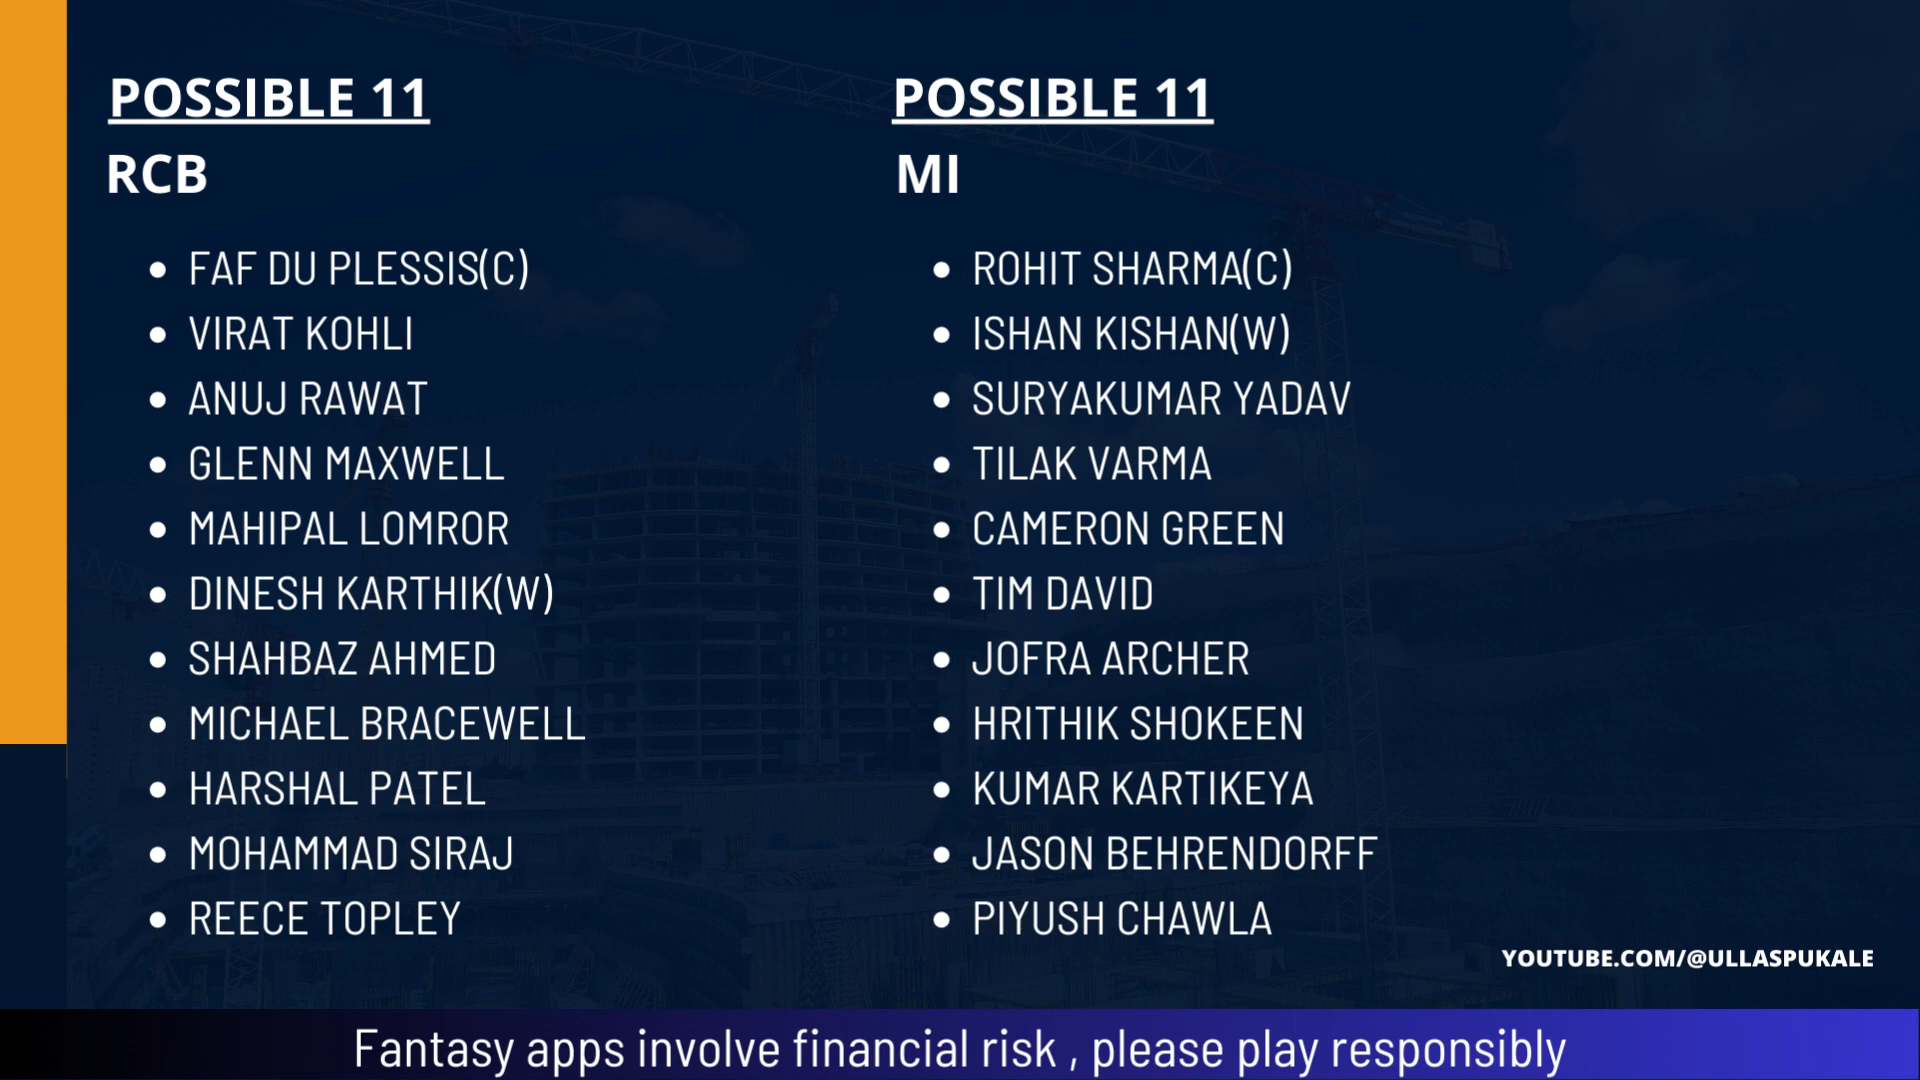 POSSIBLE 11
RCB
FAF DU PLESSIS(C)
VIRAT KOHLI
ANUJ RAWAT
GLENN MAXWELL
MAHIPAL LOMROR
DINESH KARTHIK(W)
SHAHBAZ AHMED
MICHAEL BRACEWELL
HARSHAL PATEL
MOHAMMAD SIRAJ
REECE TOPLEY
POSSIBLE 11
MI
ROHIT SHARMA(C)
ISHAN KISHAN(W)
SURYAKUMAR YADAV
TILAK VARMA
CAMERON GREEN
TIM DAVID
JOFRA ARCHER
HRITHIK SHOKEEN
KUMAR KARTIKEYA
JASON BEHRENDORFF
PIYUSH CHAWLA
YOUTUBE.COM/@ULLASPUKALE
Fantasy apps involve financial risk , please play responsibly